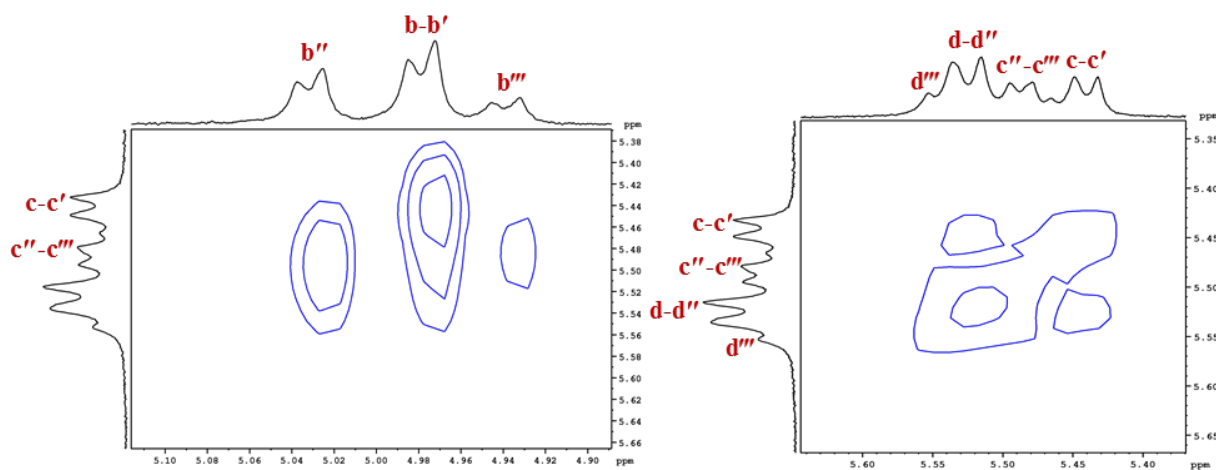 b″ b-b′ b‴
ppm
5.38
5.40
5.42
5.44
5.46
5.48
5.50
5.52
5.54
5.56
5.58
5.60
5.62
5.64
5.66
c-c′
c″-c‴
5.10 5.08 5.06 5.04 5.02 5.00 4.98 4.96 4.94 4.92 4.90 ppm
d‴ d-d″ c″-c‴ c-c′
ppm
5.35
5.40
5.45
5.50
5.55
5.60
5.65
c-c′
c″-c‴
d-d″
d‴
5.60 5.55 5.50 5.45 5.40 ppm